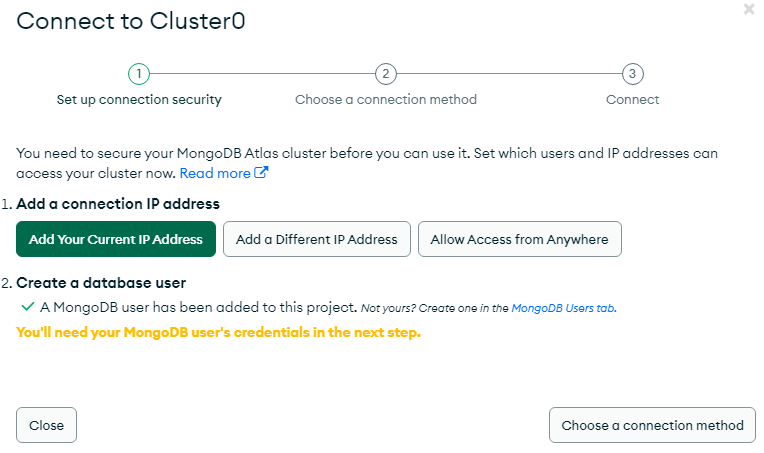 Connect to Cluster0
×
1
2
3
Set up connection security
Choose a connection method
Connect
You need to secure your MongoDB Atlas cluster before you can use it. Set which users and IP addresses can
access your cluster now. Read more
1. Add a connection IP address
Add Your Current IP Address
Add a Different IP Address
Allow Access from Anywhere
2. Create a database user
A MongoDB user has been added to this project. Not yours? Create one in the MongoDB Users tab.
You'll need your MongoDB user's credentials in the next step.
Close
Choose a connection method